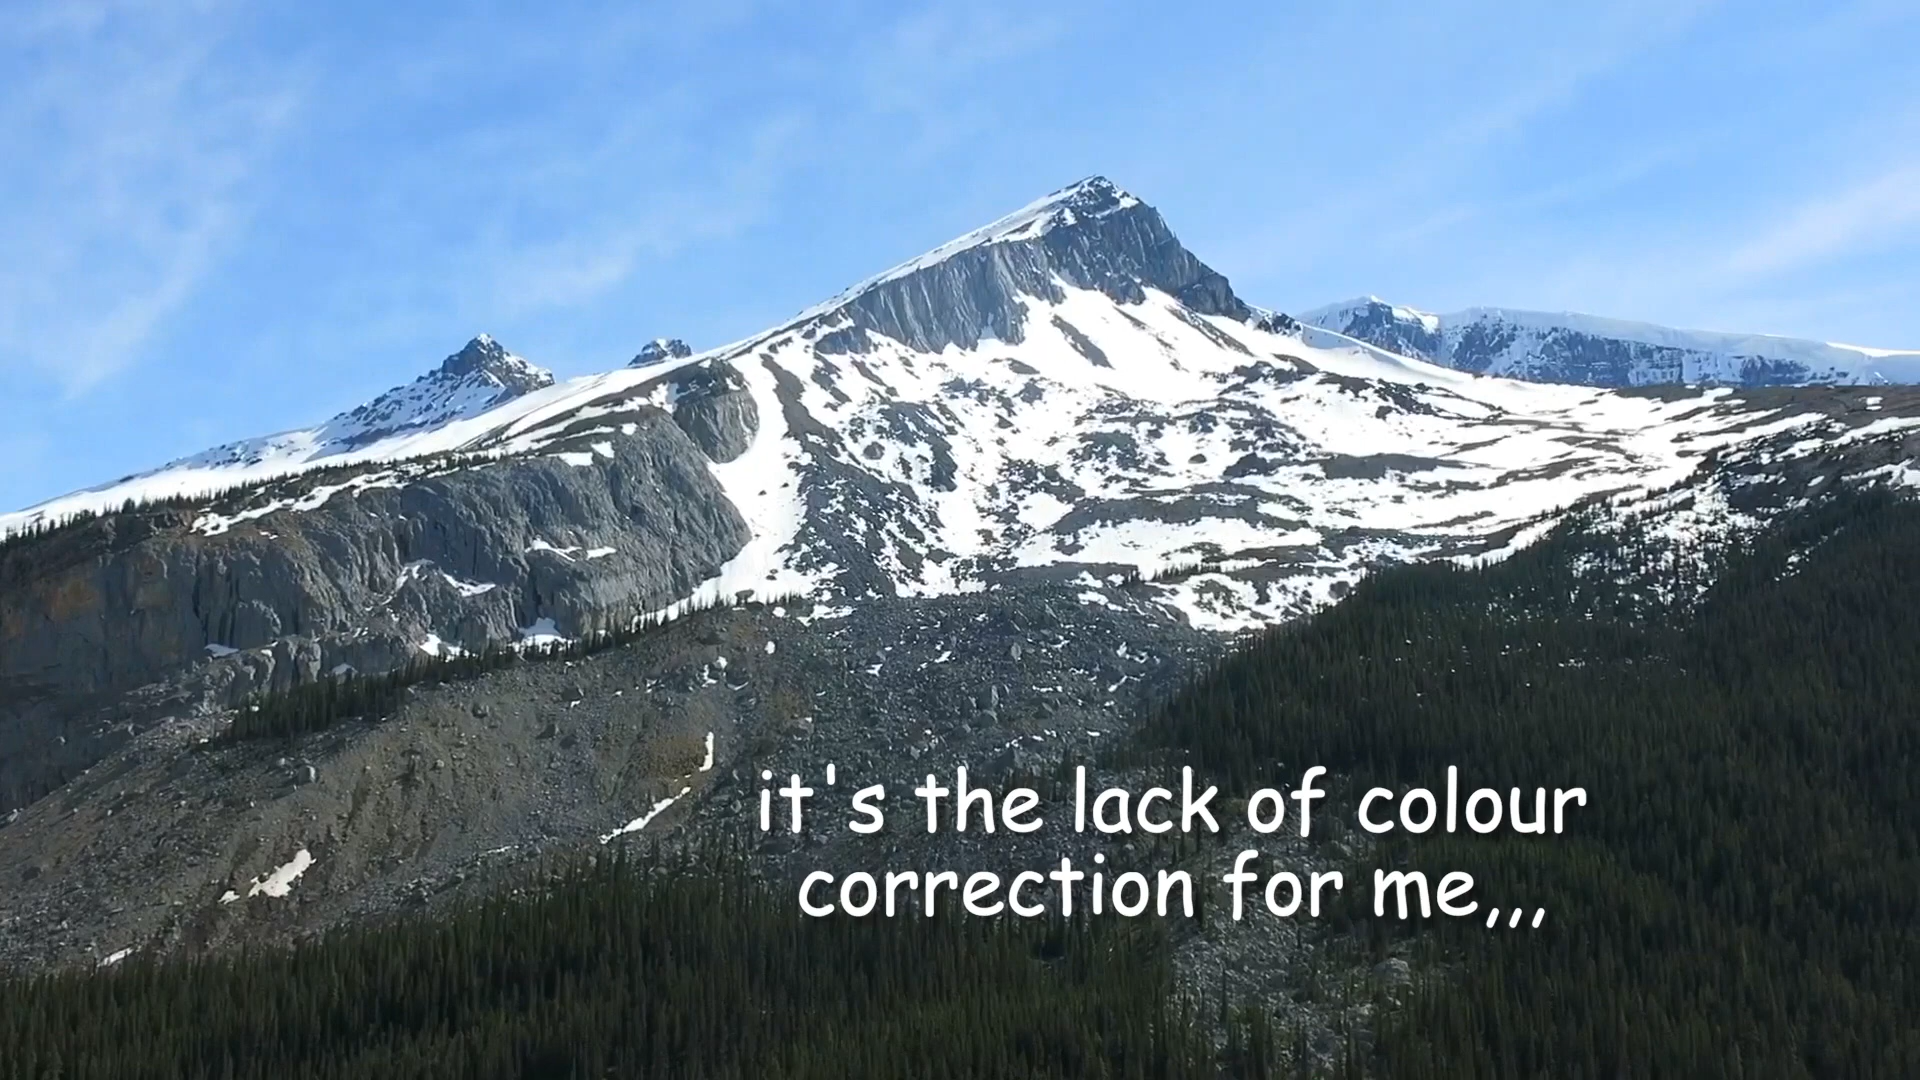 it's the lack of colour
correction for me,,,